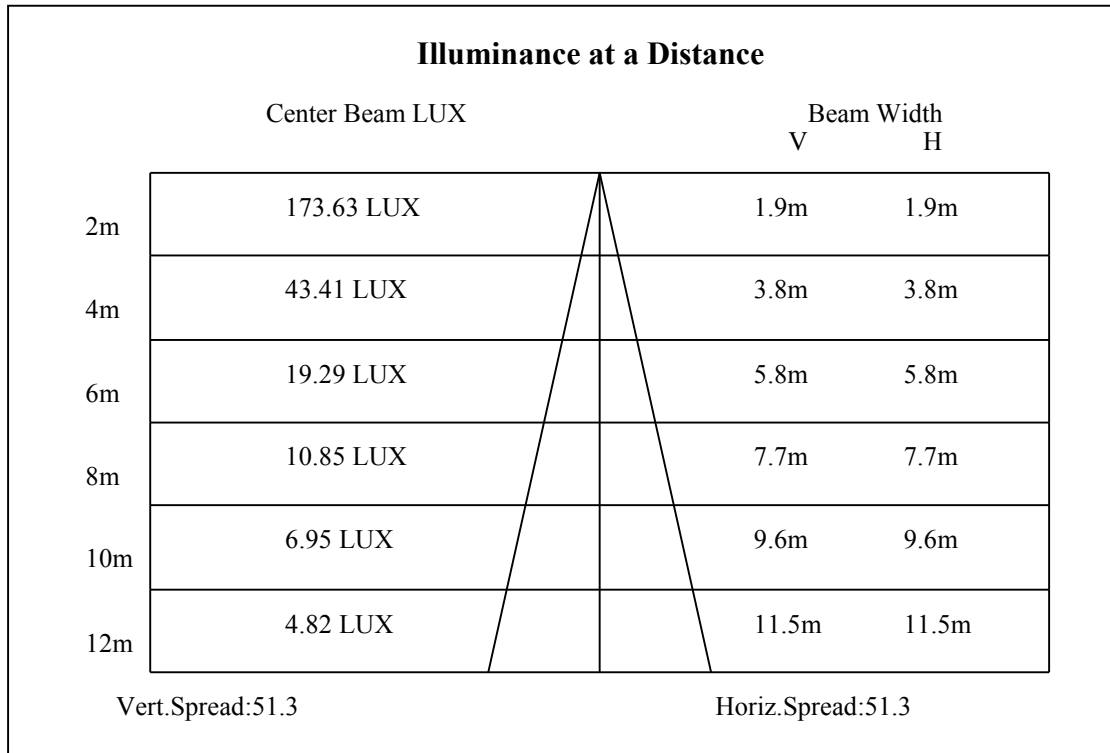 Illuminance at a Distance
Center Beam LUX Beam Width
V H
2m 173.63 LUX 1.9m 1.9m
4m 43.41 LUX 3.8m 3.8m
6m 19.29 LUX 5.8m 5.8m
8m 10.85 LUX 7.7m 7.7m
10m 6.95 LUX 9.6m 9.6m
12m 4.82 LUX 11.5m 11.5m
Vert.Spread:51.3 Horiz.Spread:51.3